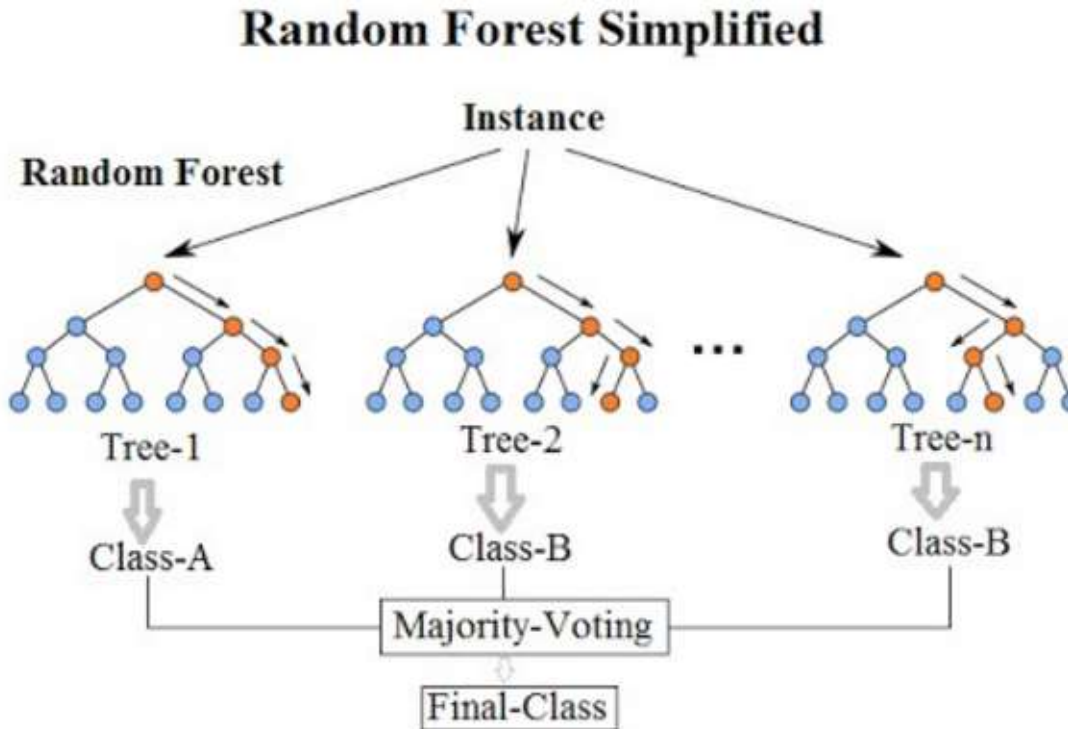 Random Forest Simplified
Instance
Random Forest
...
Tree-1
Tree-2
Tree-n
Class-A
Class-B
Class-B
Majority-Voting
Final-Class